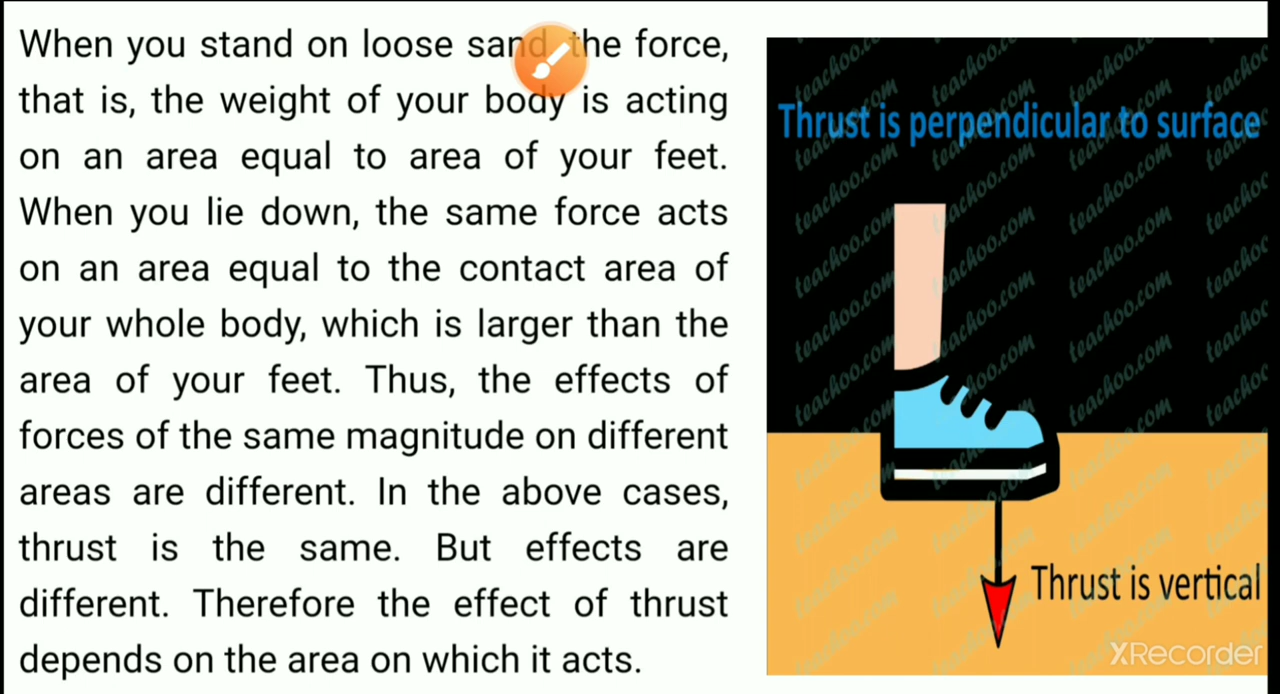 When you stand on loose sand, the force,
that is, the weight of your body is acting
on an area equal to area of your feet.
When you lie down, the same force acts
on an area equal to the contact area of
your whole body, which is larger than the
area of your feet. Thus, the effects of
forces of the same magnitude on different
areas are different. In the above cases,
thrust is the same. But effects are
different. Therefore the effect of thrust
depends on the area on which it acts.
Thrust is perpendicular to surface
Thrust is vertical
teachoo.com
XRecorder